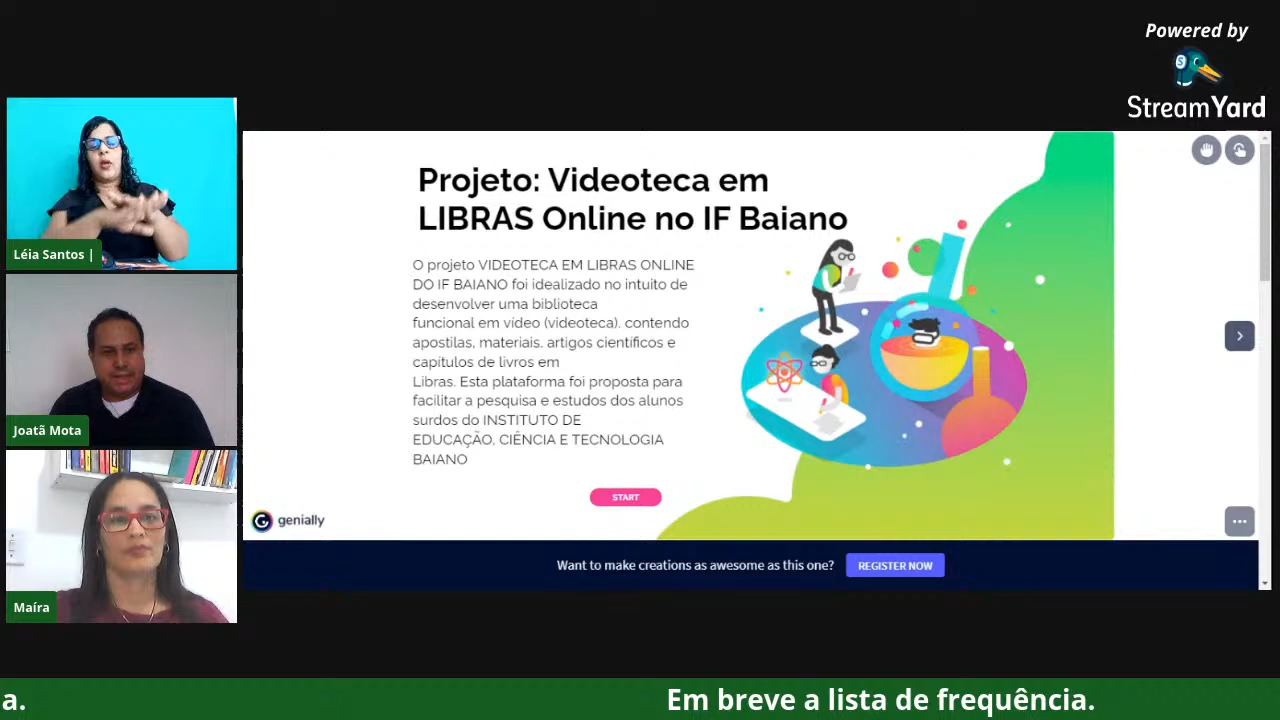 Powered by
StreamYard
Léia Santos |
Joatã Mota
Maíra
Projeto: Videoteca em
LIBRAS Online no IF Baiano
O projeto VIDEOTECA EM LIBRAS ONLINE
DO IF BAIANO foi idealizado no intuito de
desenvolver uma biblioteca
funcional em vídeo (videoteca). contendo
apostilas, materiais, artigos científicos e
capítulos de livros em
Libras. Esta plataforma foi proposta para
facilitar a pesquisa e estudos dos alunos
surdos do INSTITUTO DE
EDUCAÇÃO, CIÊNCIA E TECNOLOGIA
BAIANO
START
genially
Want to make creations as awesome as this one?
REGISTER NOW
a.
Em breve a lista de frequência.